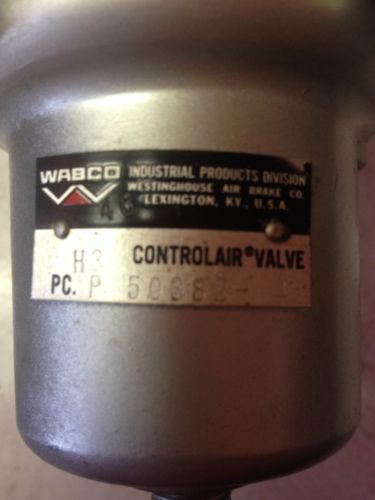 WABCO INDUSTRIAL PRODUCTS DIVISION
WESTINGHOUSE AIR BRAKE CO.
LEXINGTON, KY., U.S.A.
H3 CONTROLAIR® VALVE
PC. P